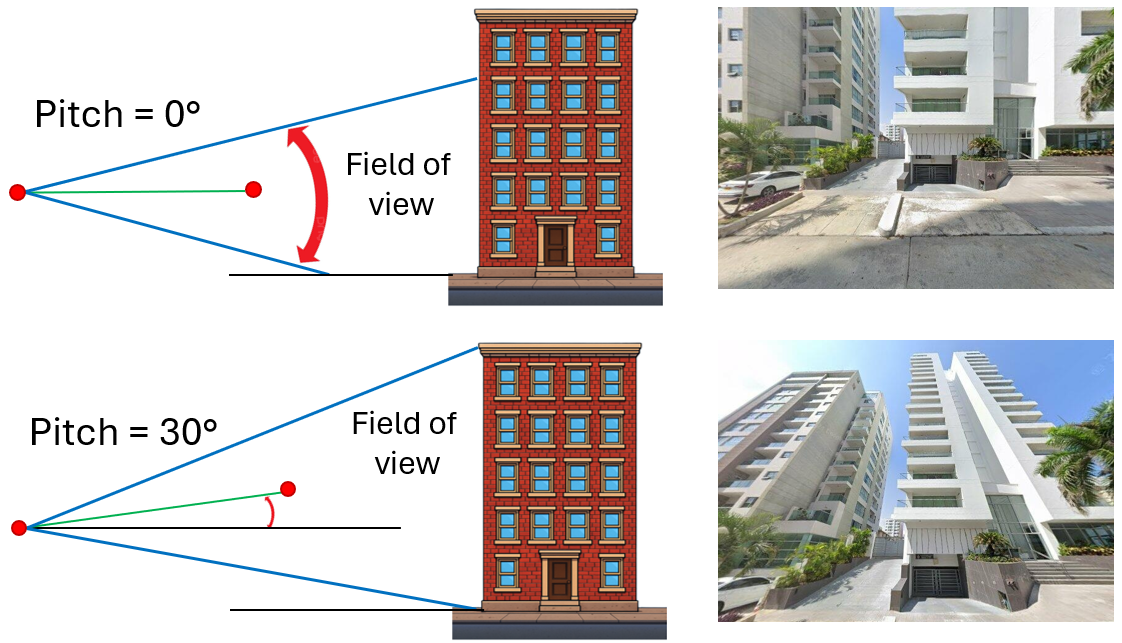 Pitch = 0°
Field of
view
Pitch = 30°
Field of
view